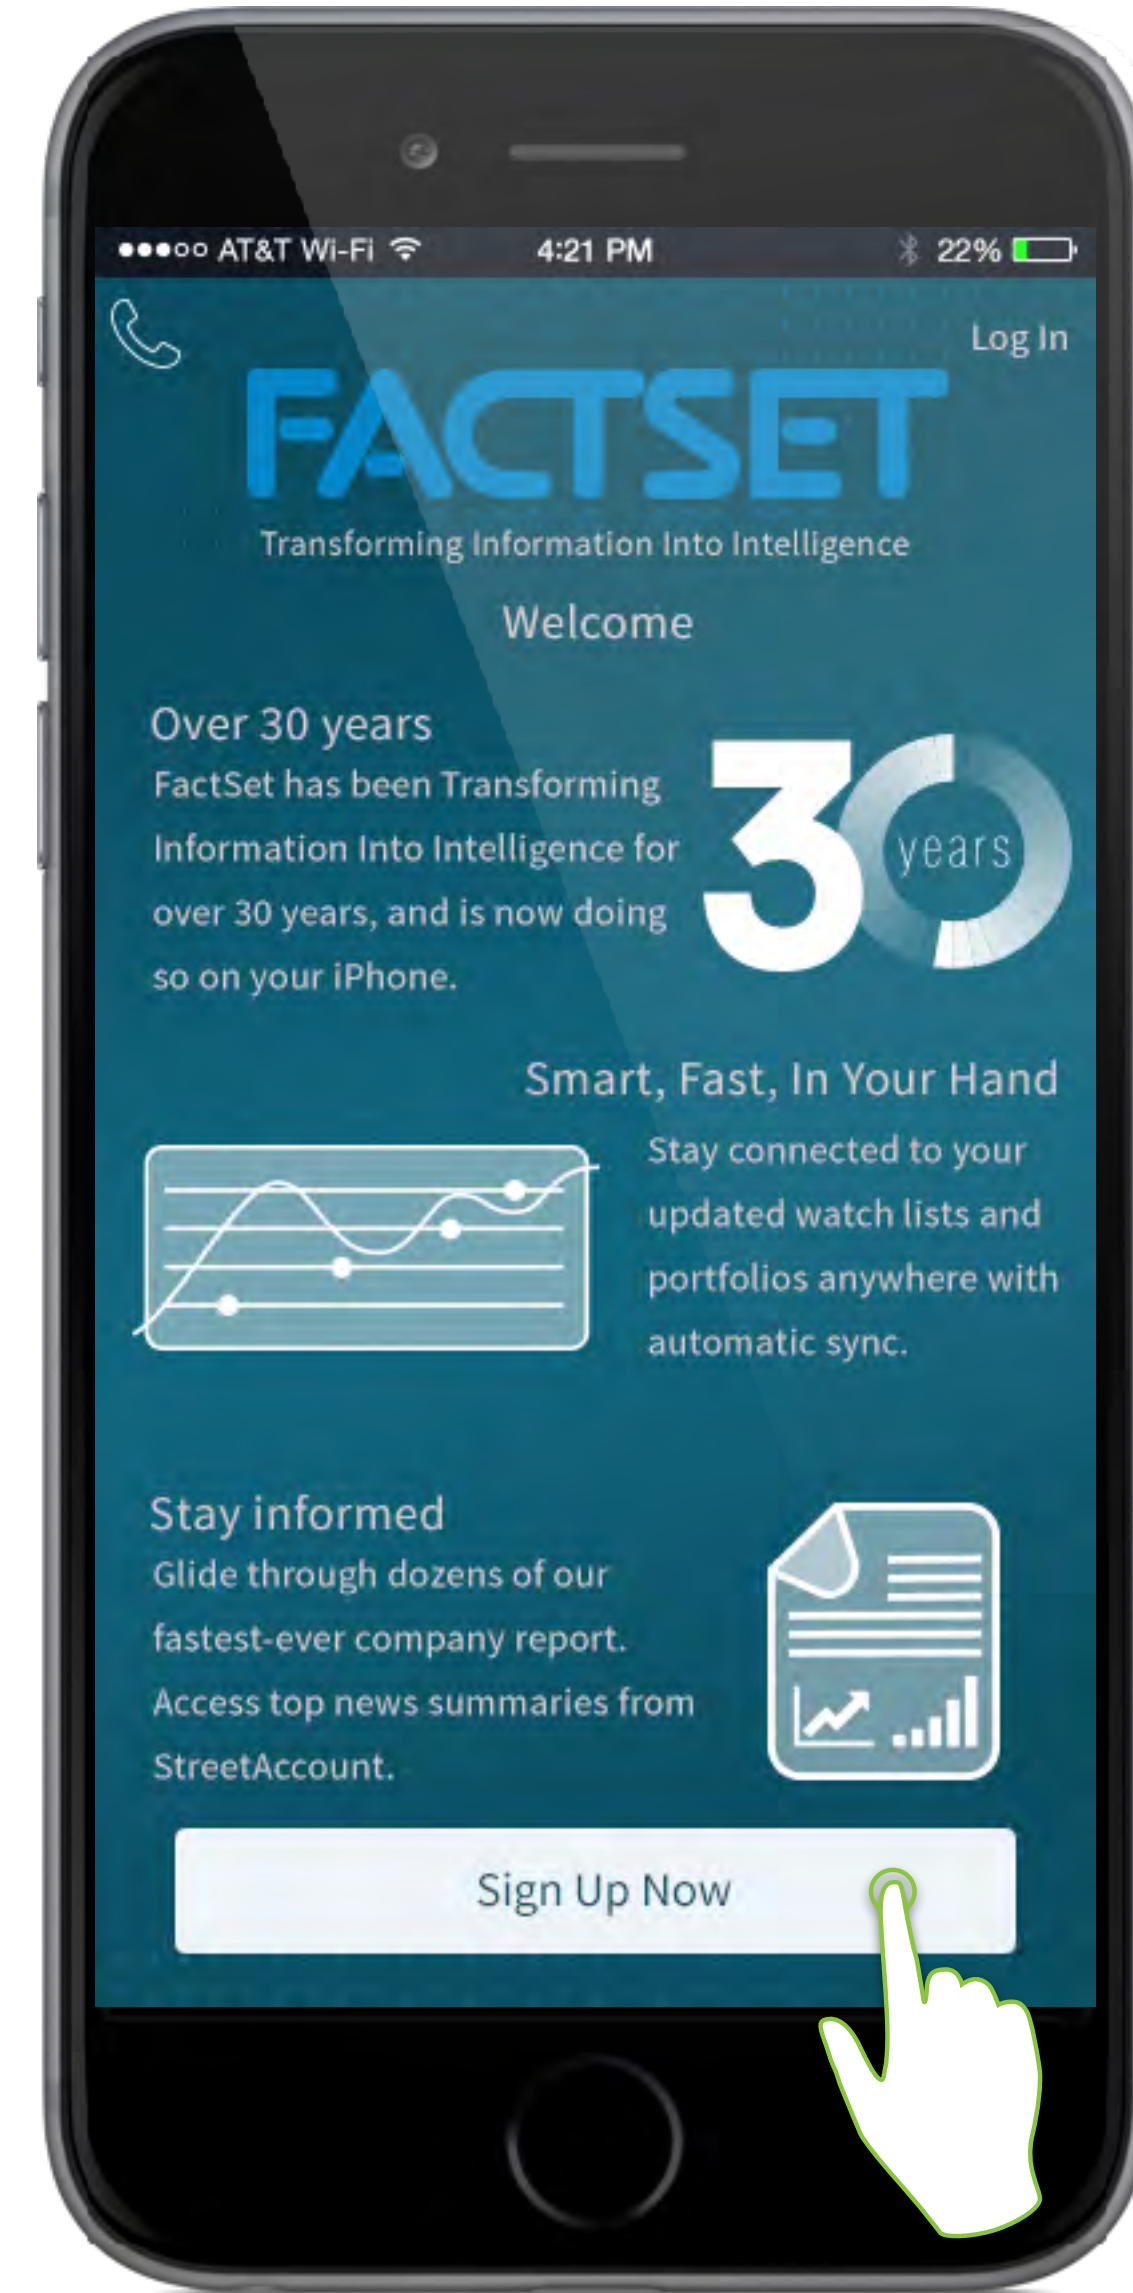 AT&T Wi-Fi 4:21 PM 22%
Log In
FACTSET
Transforming Information Into Intelligence
Welcome
Over 30 years
FactSet has been Transforming
Information Into Intelligence for
over 30 years, and is now doing
so on your iPhone.
30 years
Smart, Fast, In Your Hand
Stay connected to your
updated watch lists and
portfolios anywhere with
automatic sync.
Stay informed
Glide through dozens of our
fastest-ever company report.
Access top news summaries from
StreetAccount.
Sign Up Now